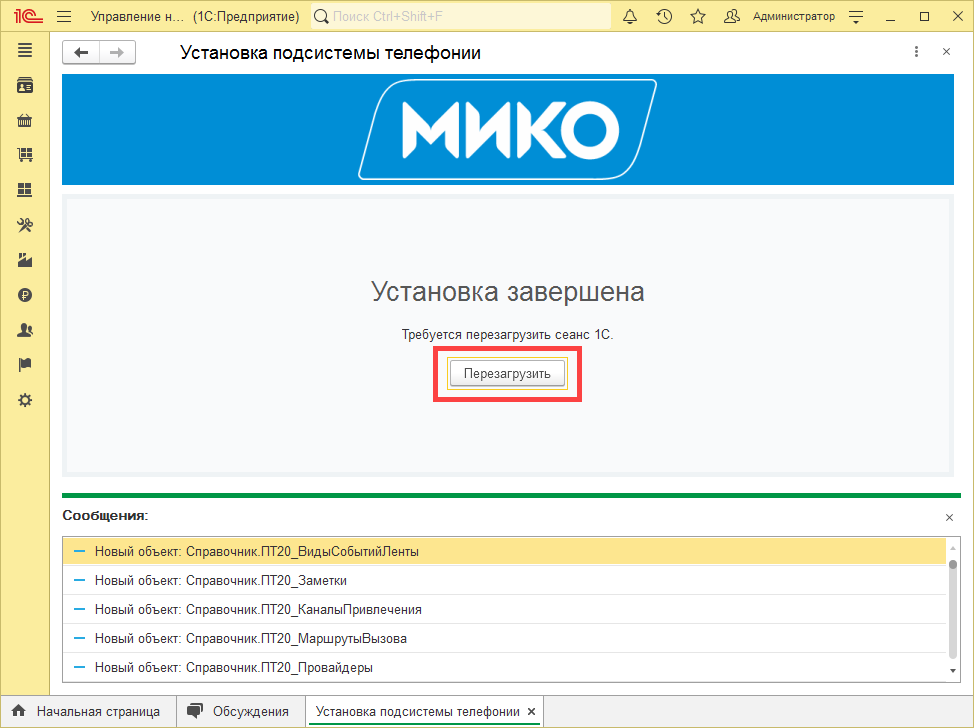 1С Управление н... (1С:Предприятие) Поиск Ctrl+Shift+F Администратор
Установка подсистемы телефонии
МИКО
Установка завершена
Требуется перезагрузить сеанс 1С.
Перезагрузить
Сообщения:
Новый объект: Справочник.ПТ20_ВидыСобытийЛенты
Новый объект: Справочник.ПТ20_Заметки
Новый объект: Справочник.ПТ20_КаналыПривлечения
Новый объект: Справочник.ПТ20_МаршрутыВызова
Новый объект: Справочник.ПТ20_Провайдеры
Начальная страница Обсуждения Установка подсистемы телефонии